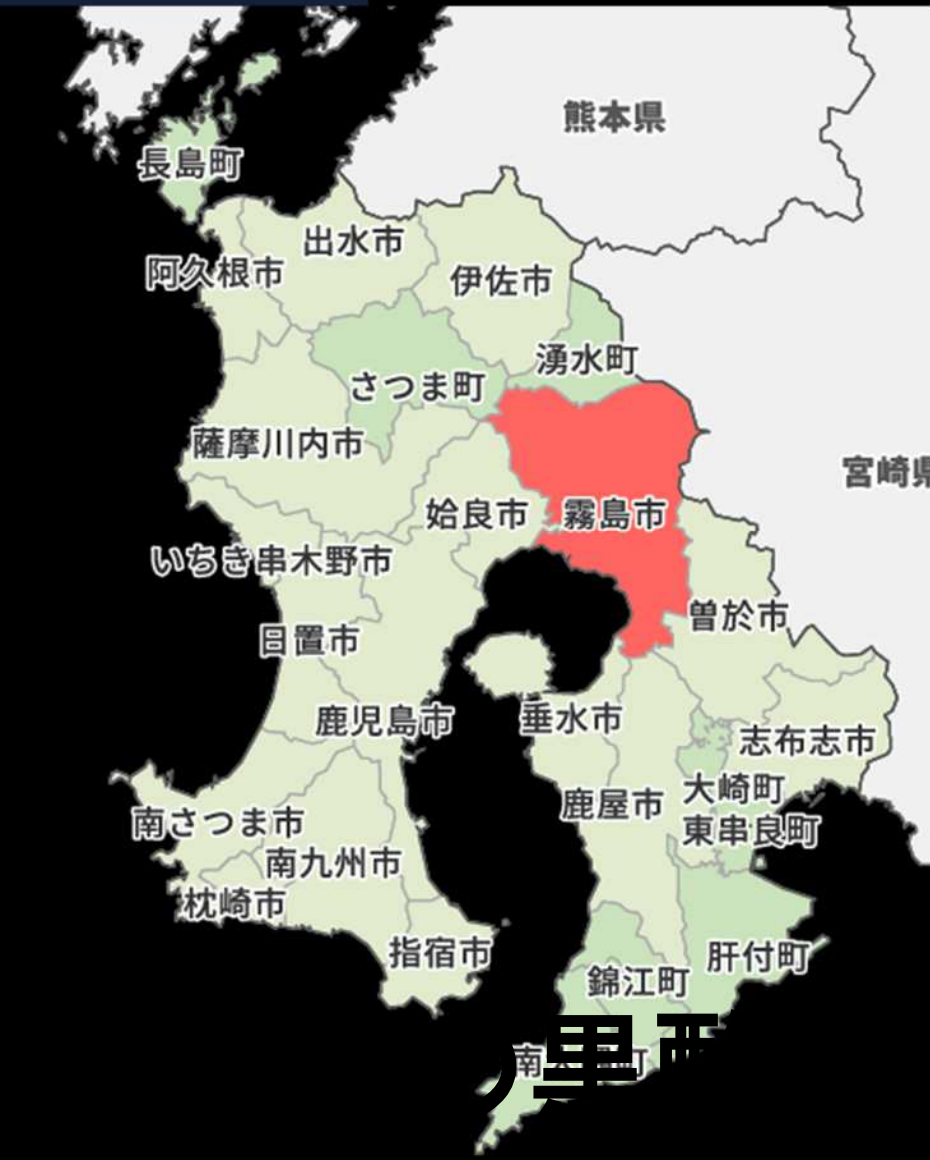 熊本県
長島町
出水市
阿久根市
伊佐市
湧水町
さつま町
薩摩川内市
宮崎県
姶良市
霧島市
いちき串木野市
曽於市
日置市
鹿児島市
垂水市
志布志市
大崎町
鹿屋市
南さつま市
東串良町
南九州市
枕崎市
指宿市
肝付町
錦江町